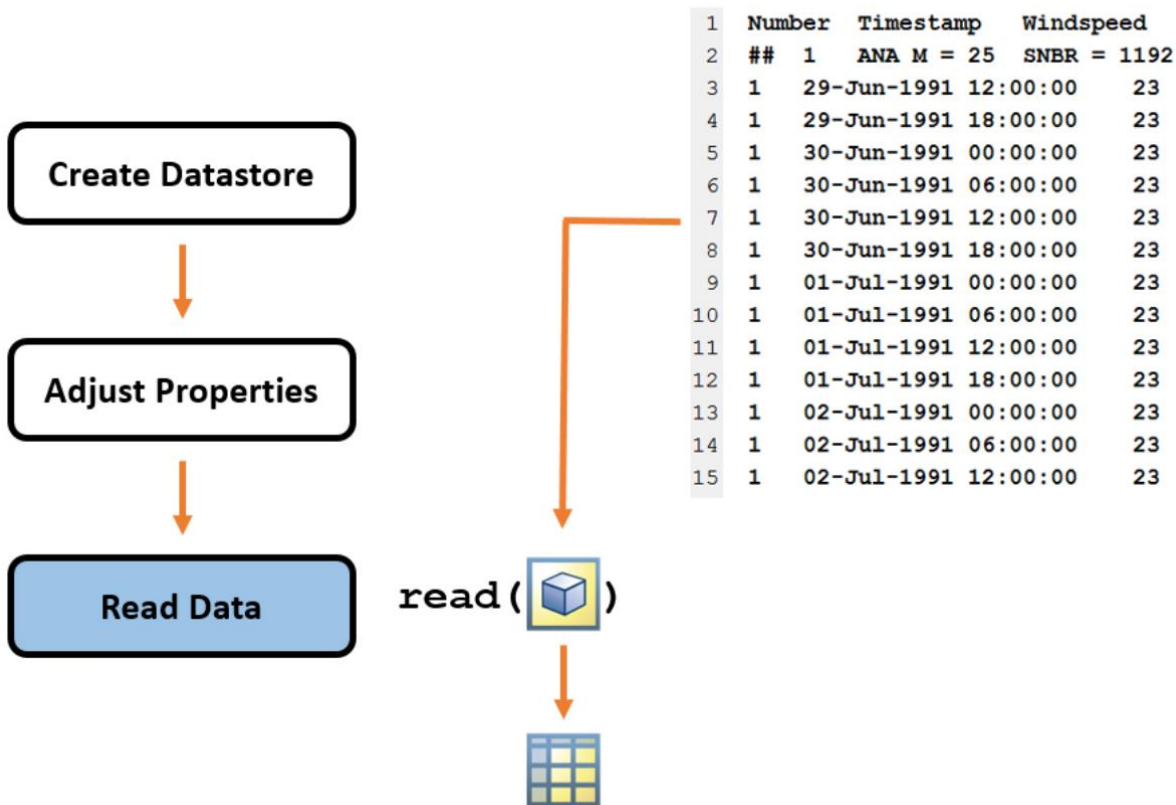 Create Datastore
Adjust Properties
Read Data
read( )
1 Number Timestamp Windspeed
2 ## 1 ANA M = 25 SNBR = 1192
3 1 29-Jun-1991 12:00:00 23
4 1 29-Jun-1991 18:00:00 23
5 1 30-Jun-1991 00:00:00 23
6 1 30-Jun-1991 06:00:00 23
7 1 30-Jun-1991 12:00:00 23
8 1 30-Jun-1991 18:00:00 23
9 1 01-Jul-1991 00:00:00 23
10 1 01-Jul-1991 06:00:00 23
11 1 01-Jul-1991 12:00:00 23
12 1 01-Jul-1991 18:00:00 23
13 1 02-Jul-1991 00:00:00 23
14 1 02-Jul-1991 06:00:00 23
15 1 02-Jul-1991 12:00:00 23